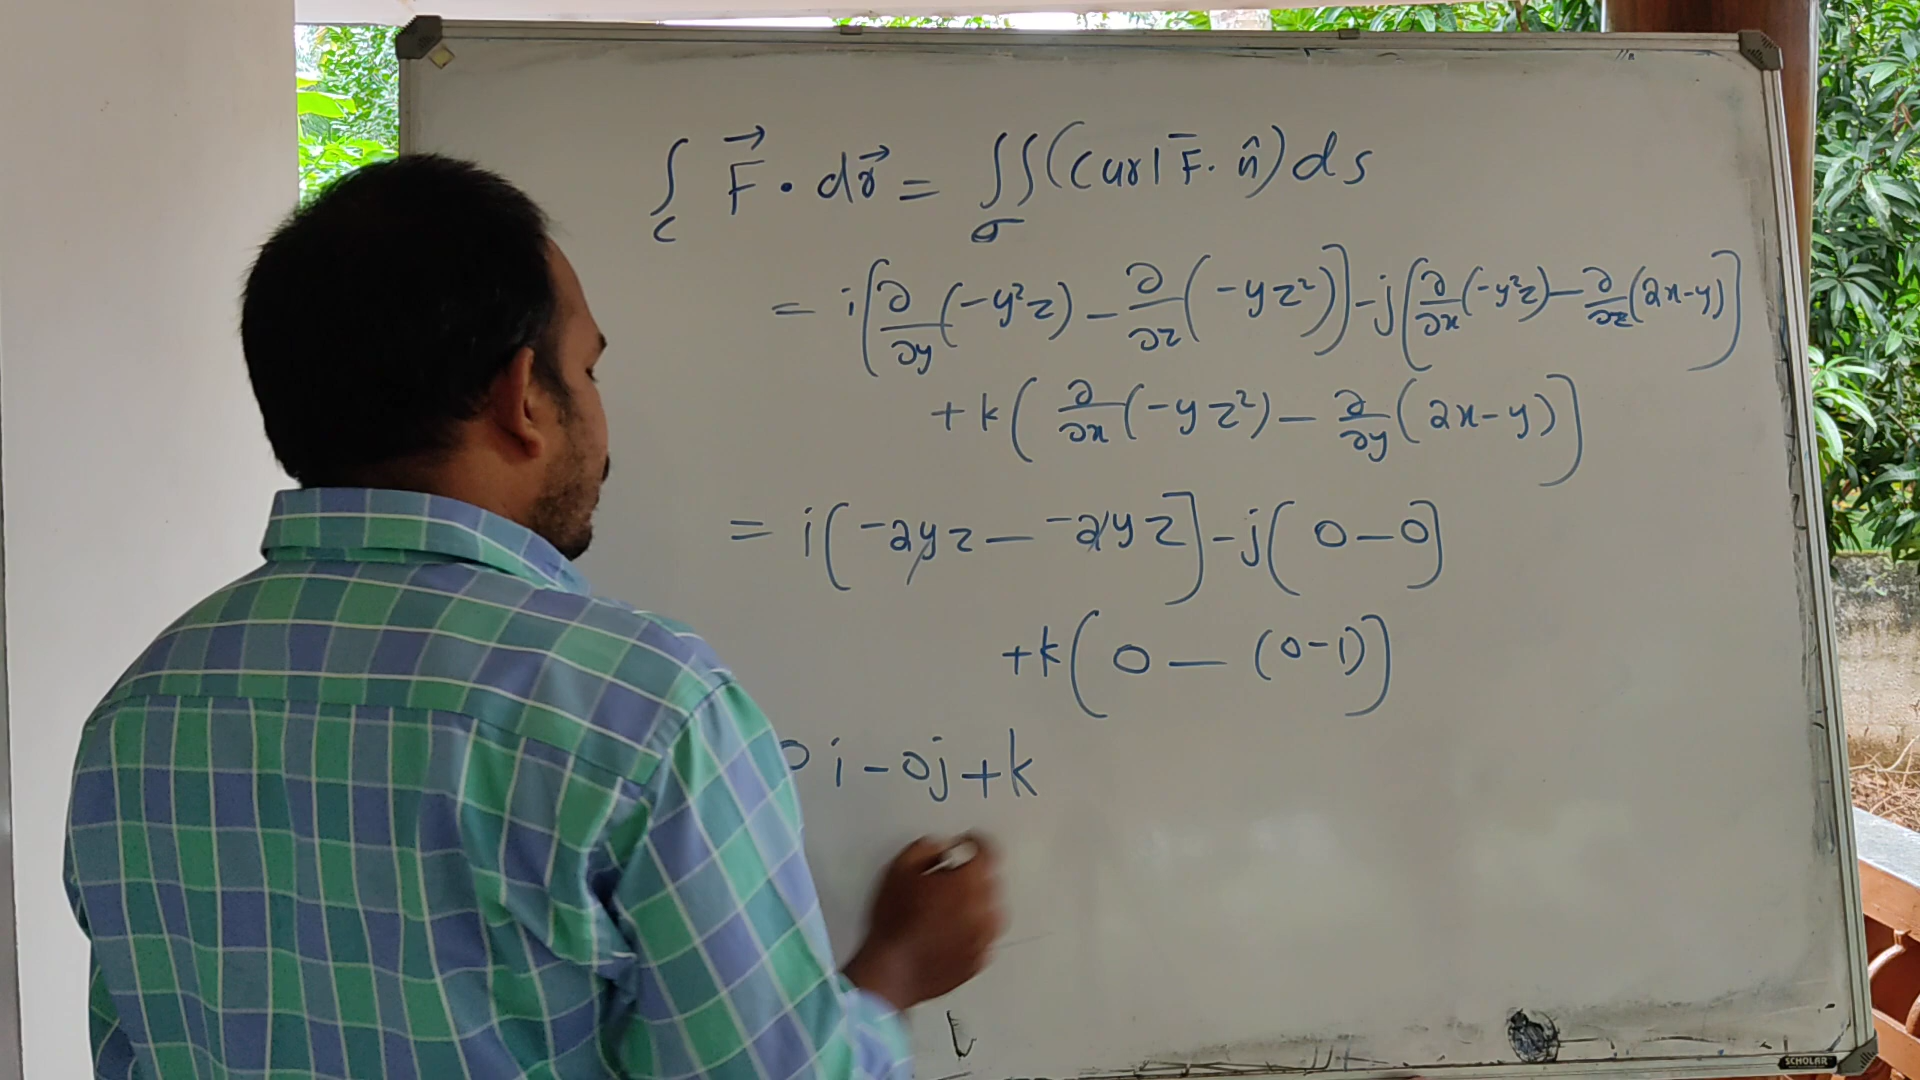 ∫_C F⃗ · dr⃗ = ∬_σ (curl F̄. n̂) ds
= i[∂/∂y(-y²z) - ∂/∂z(-yz²)] - j[∂/∂x(-y²z) - ∂/∂z(2x-y)]
+ k[∂/∂x(-yz²) - ∂/∂y(2x-y)]
= i[-2yz - -2yz] - j[0-0]
+k[0 - (0-1)]
0i - 0j + k
SCHOLAR